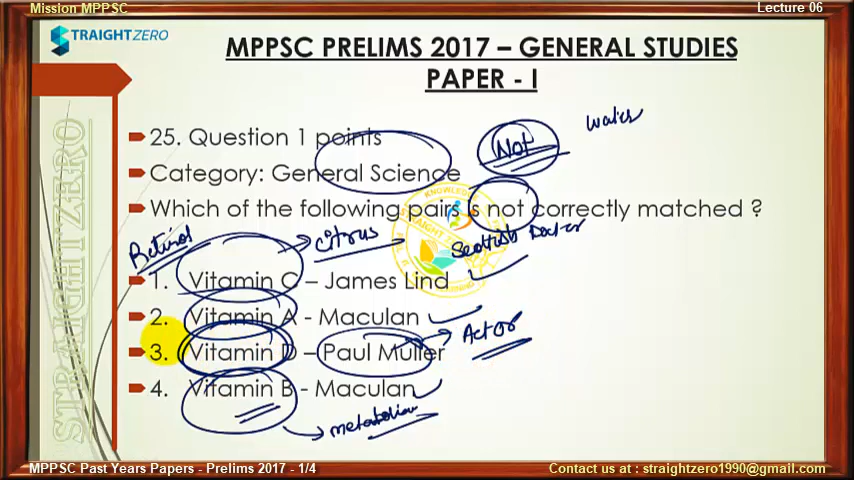 Mission MPPSC
Lecture 06
STRAIGHTZERO
MPPSC PRELIMS 2017 – GENERAL STUDIES
PAPER - I
25. Question 1 points
Not
water
Category: General Science
KNOWLEDGE
Which of the following pairs is not correctly matched ?
Retinol
citrus
Scottish Doctor
1. Vitamin C – James Lind
2. Vitamin A - Maculan
Actor
3. Vitamin D – Paul Muller
4. Vitamin B - Maculan
metabolism
STRAIGHTZERO
MPPSC Past Years Papers - Prelims 2017 - 1/4
Contact us at : straightzero1990@gmail.com